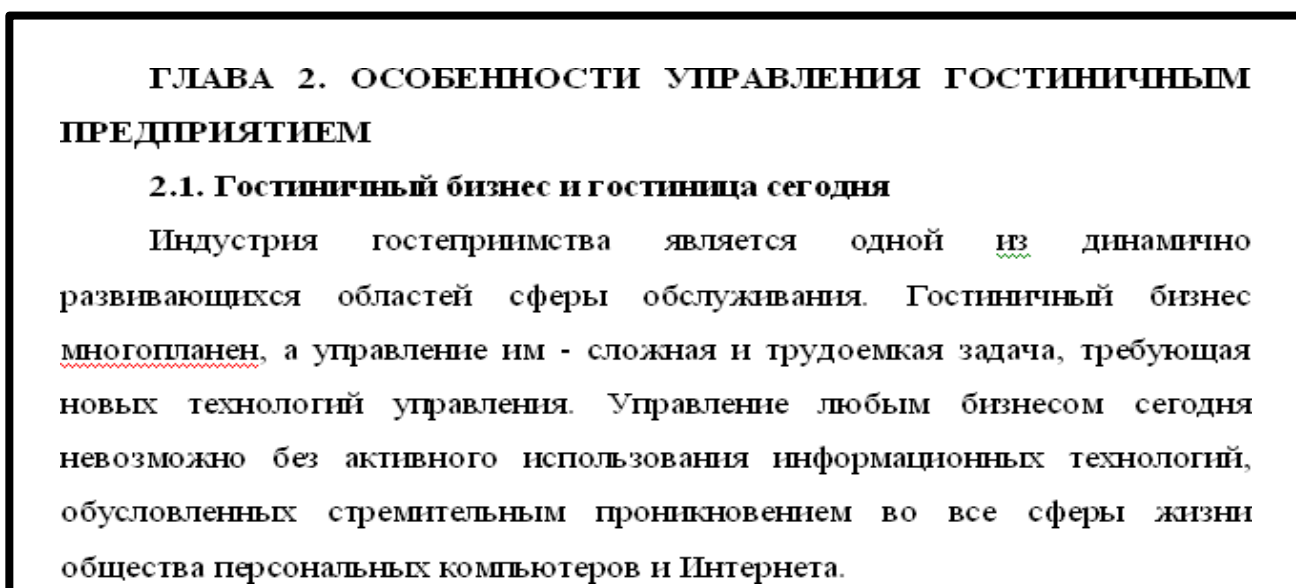 ГЛАВА 2. ОСОБЕННОСТИ УПРАВЛЕНИЯ ГОСТИНИЧНЫМ
ПРЕДПРИЯТИЕМ
2.1. Гостиничный бизнес и гостиница сегодня
Индустрия гостеприимства является одной из динамично
развивающихся областей сферы обслуживания. Гостиничный бизнес
многопланен, а управление им - сложная и трудоемкая задача, требующая
новых технологий управления. Управление любым бизнесом сегодня
невозможно без активного использования информационных технологий,
обусловленных стремительным проникновением во все сферы жизни
общества персональных компьютеров и Интернета.